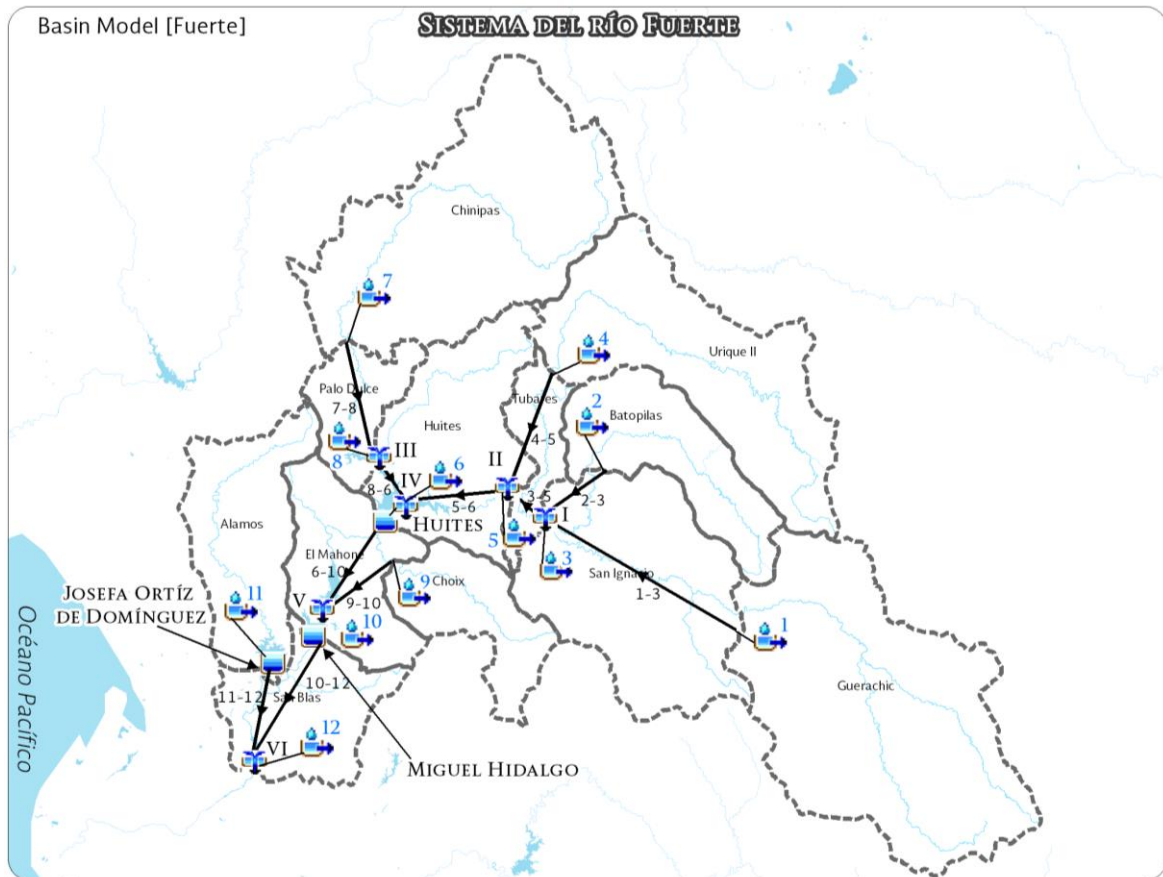 Basin Model [Fuerte]
SISTEMA DEL RÍO FUERTE
Chinipas
7
4
Urique II
Palo Dulce
7-8
Tubares
2
Batopilas
Huites
4-5
8
III
6
II
IV
8-6
5-6
3-5
2-3
I
HUITES
Alamos
5
El Mahone
3
San Ignacio
6-10
Choix
1-3
JOSEFA ORTÍZ
DE DOMÍNGUEZ
11
V
9-10
9
10
1
Guerachic
Océano Pacífico
11-12
San Blas
10-12
12
VI
MIGUEL HIDALGO